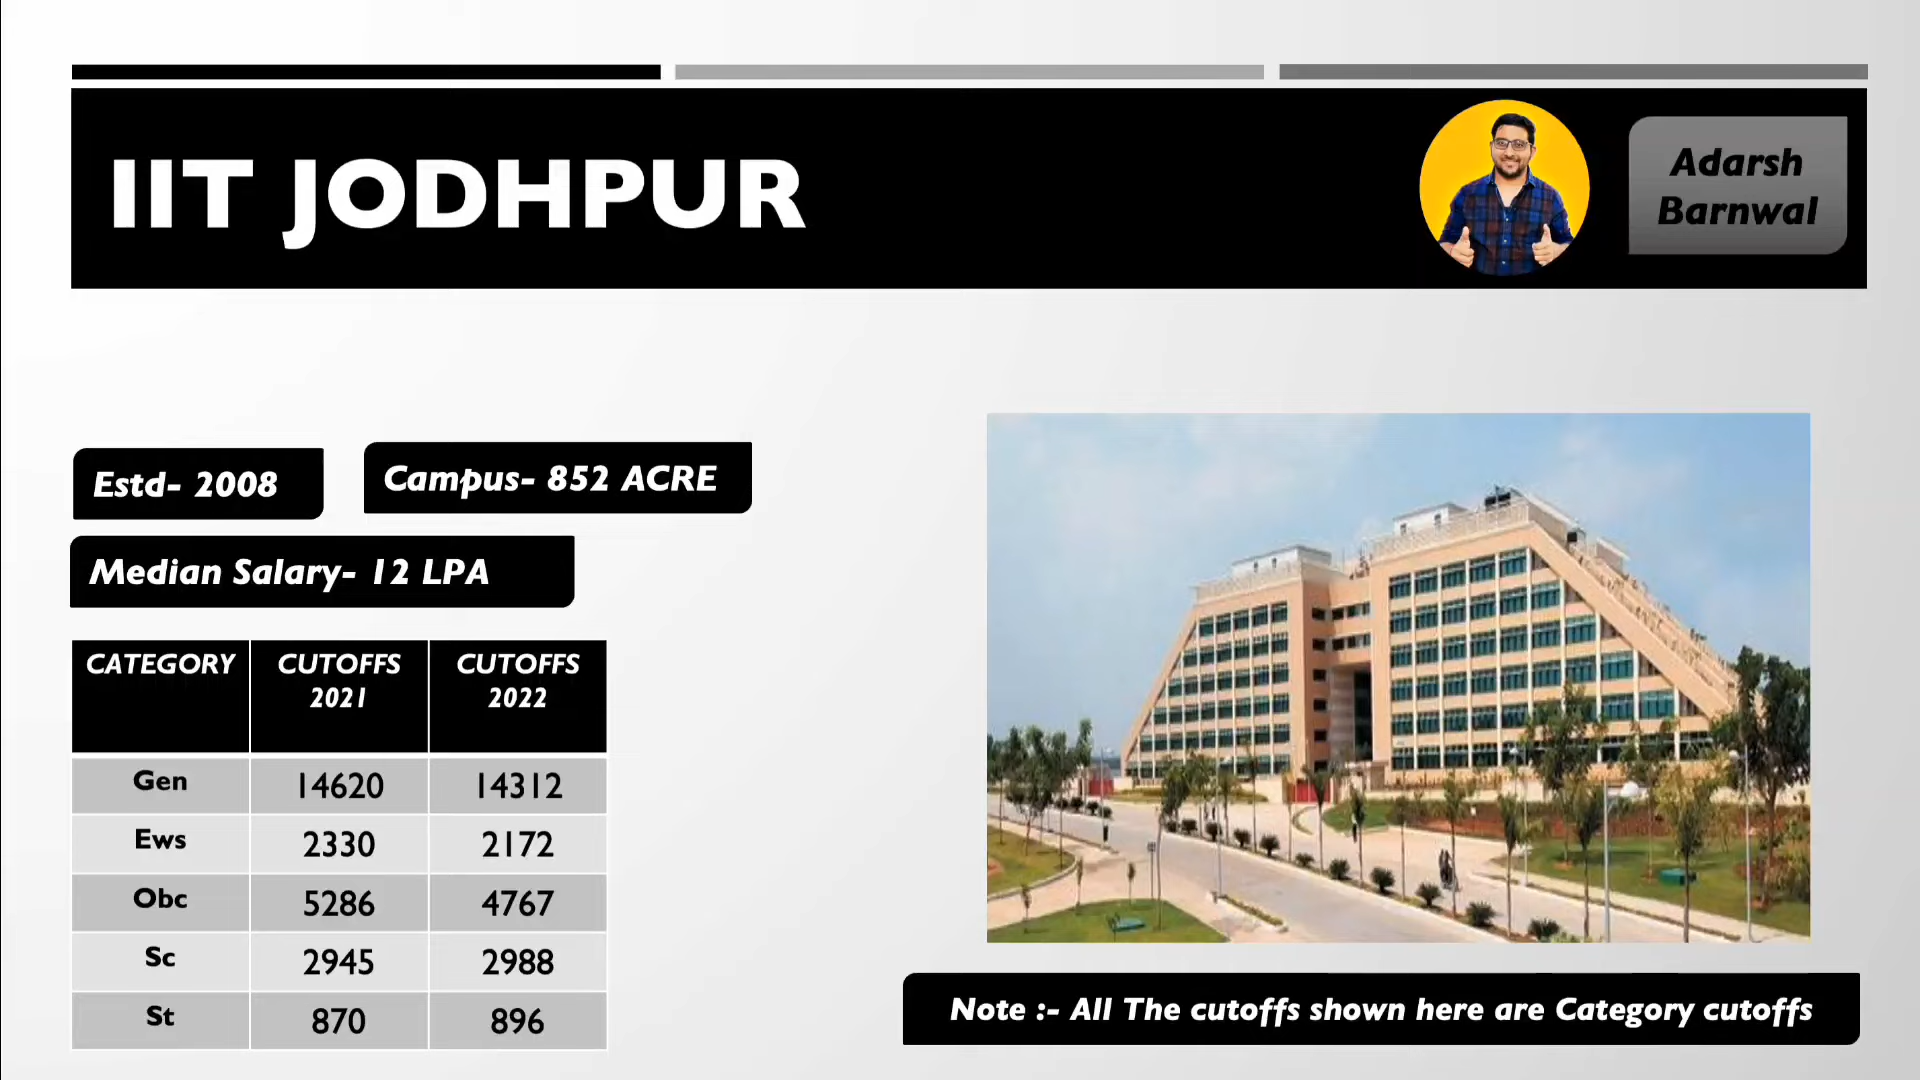 IIT JODHPUR
Adarsh
Barnwal
Estd- 2008
Campus- 852 ACRE
Median Salary- 12 LPA
CATEGORY CUTOFFS 2021 CUTOFFS 2022
Gen 14620 14312
Ews 2330 2172
Obc 5286 4767
Sc 2945 2988
St 870 896
Note :- All The cutoffs shown here are Category cutoffs